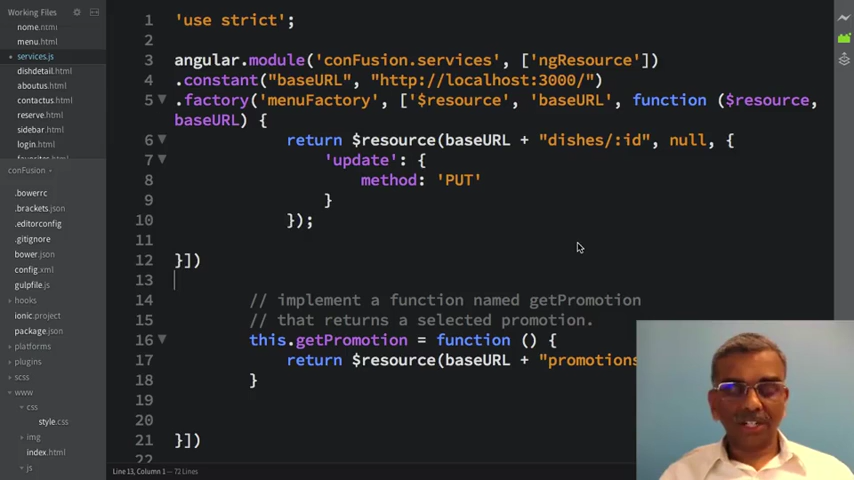 Working Files
home.html
menu.html
services.js
dishdetail.html
aboutus.html
contactus.html
reserve.html
sidebar.html
login.html
favorites.html
conFusion
.bowerrc
.brackets.json
.editorconfig
.gitignore
bower.json
config.xml
gulpfile.js
hooks
ionic.project
package.json
platforms
plugins
scss
www
css
style.css
img
index.html
js
1 'use strict';
2
3 angular.module('conFusion.services', ['ngResource'])
4 .constant("baseURL", "http://localhost:3000/")
5 .factory('menuFactory', ['$resource', 'baseURL', function ($resource,
baseURL) {
6 return $resource(baseURL + "dishes/:id", null, {
7 'update': {
8 method: 'PUT'
9 }
10 });
11
12 }])
13
14 // implement a function named getPromotion
15 // that returns a selected promotion.
16 this.getPromotion = function () {
17 return $resource(baseURL + "promotions
18 }
19
20
21 }])
22
Line 13, Column 1 — 72 Lines